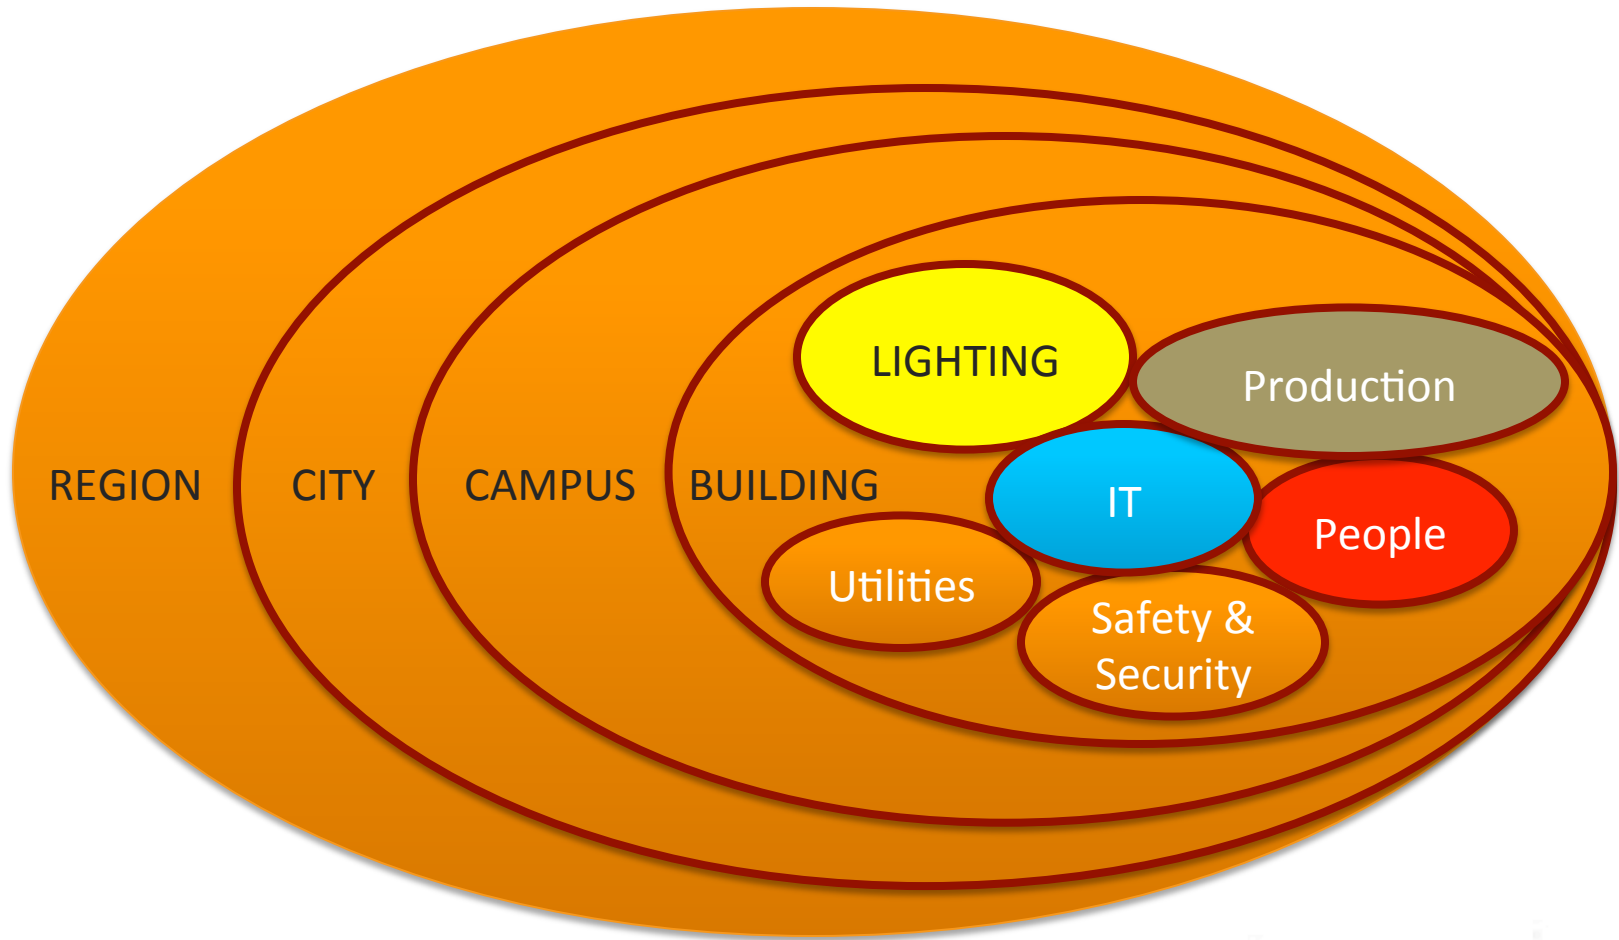 LIGHTING
Production
REGION
CITY
CAMPUS
BUILDING
IT
People
Utilities
Safety &
Security